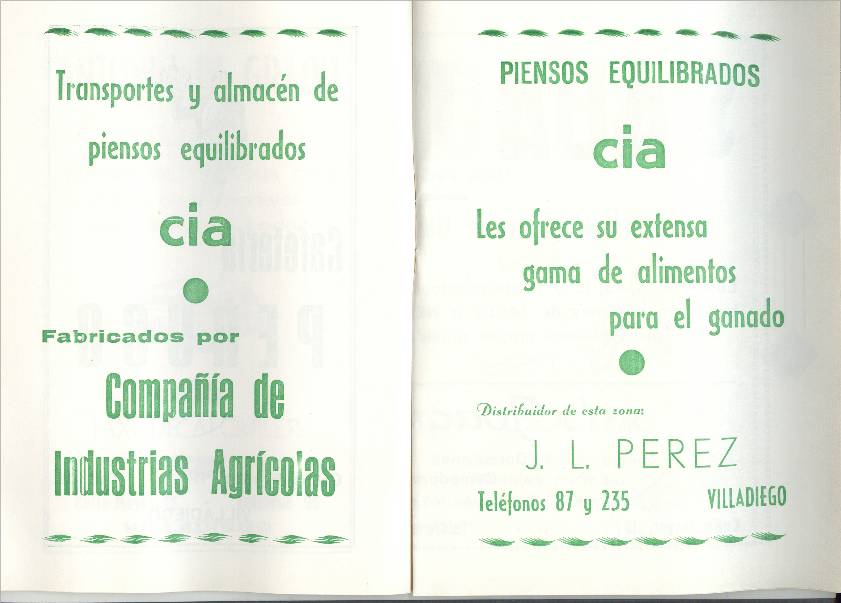 Transportes y almacén de
piensos equilibrados
cia
Fabricados por
Compañía de
Industrias Agrícolas
PIENSOS EQUILIBRADOS
cia
Les ofrece su extensa
gama de alimentos
para el ganado
Distribuidor de esta zona:
J. L. PEREZ
Teléfonos 87 y 235 VILLADIEGO